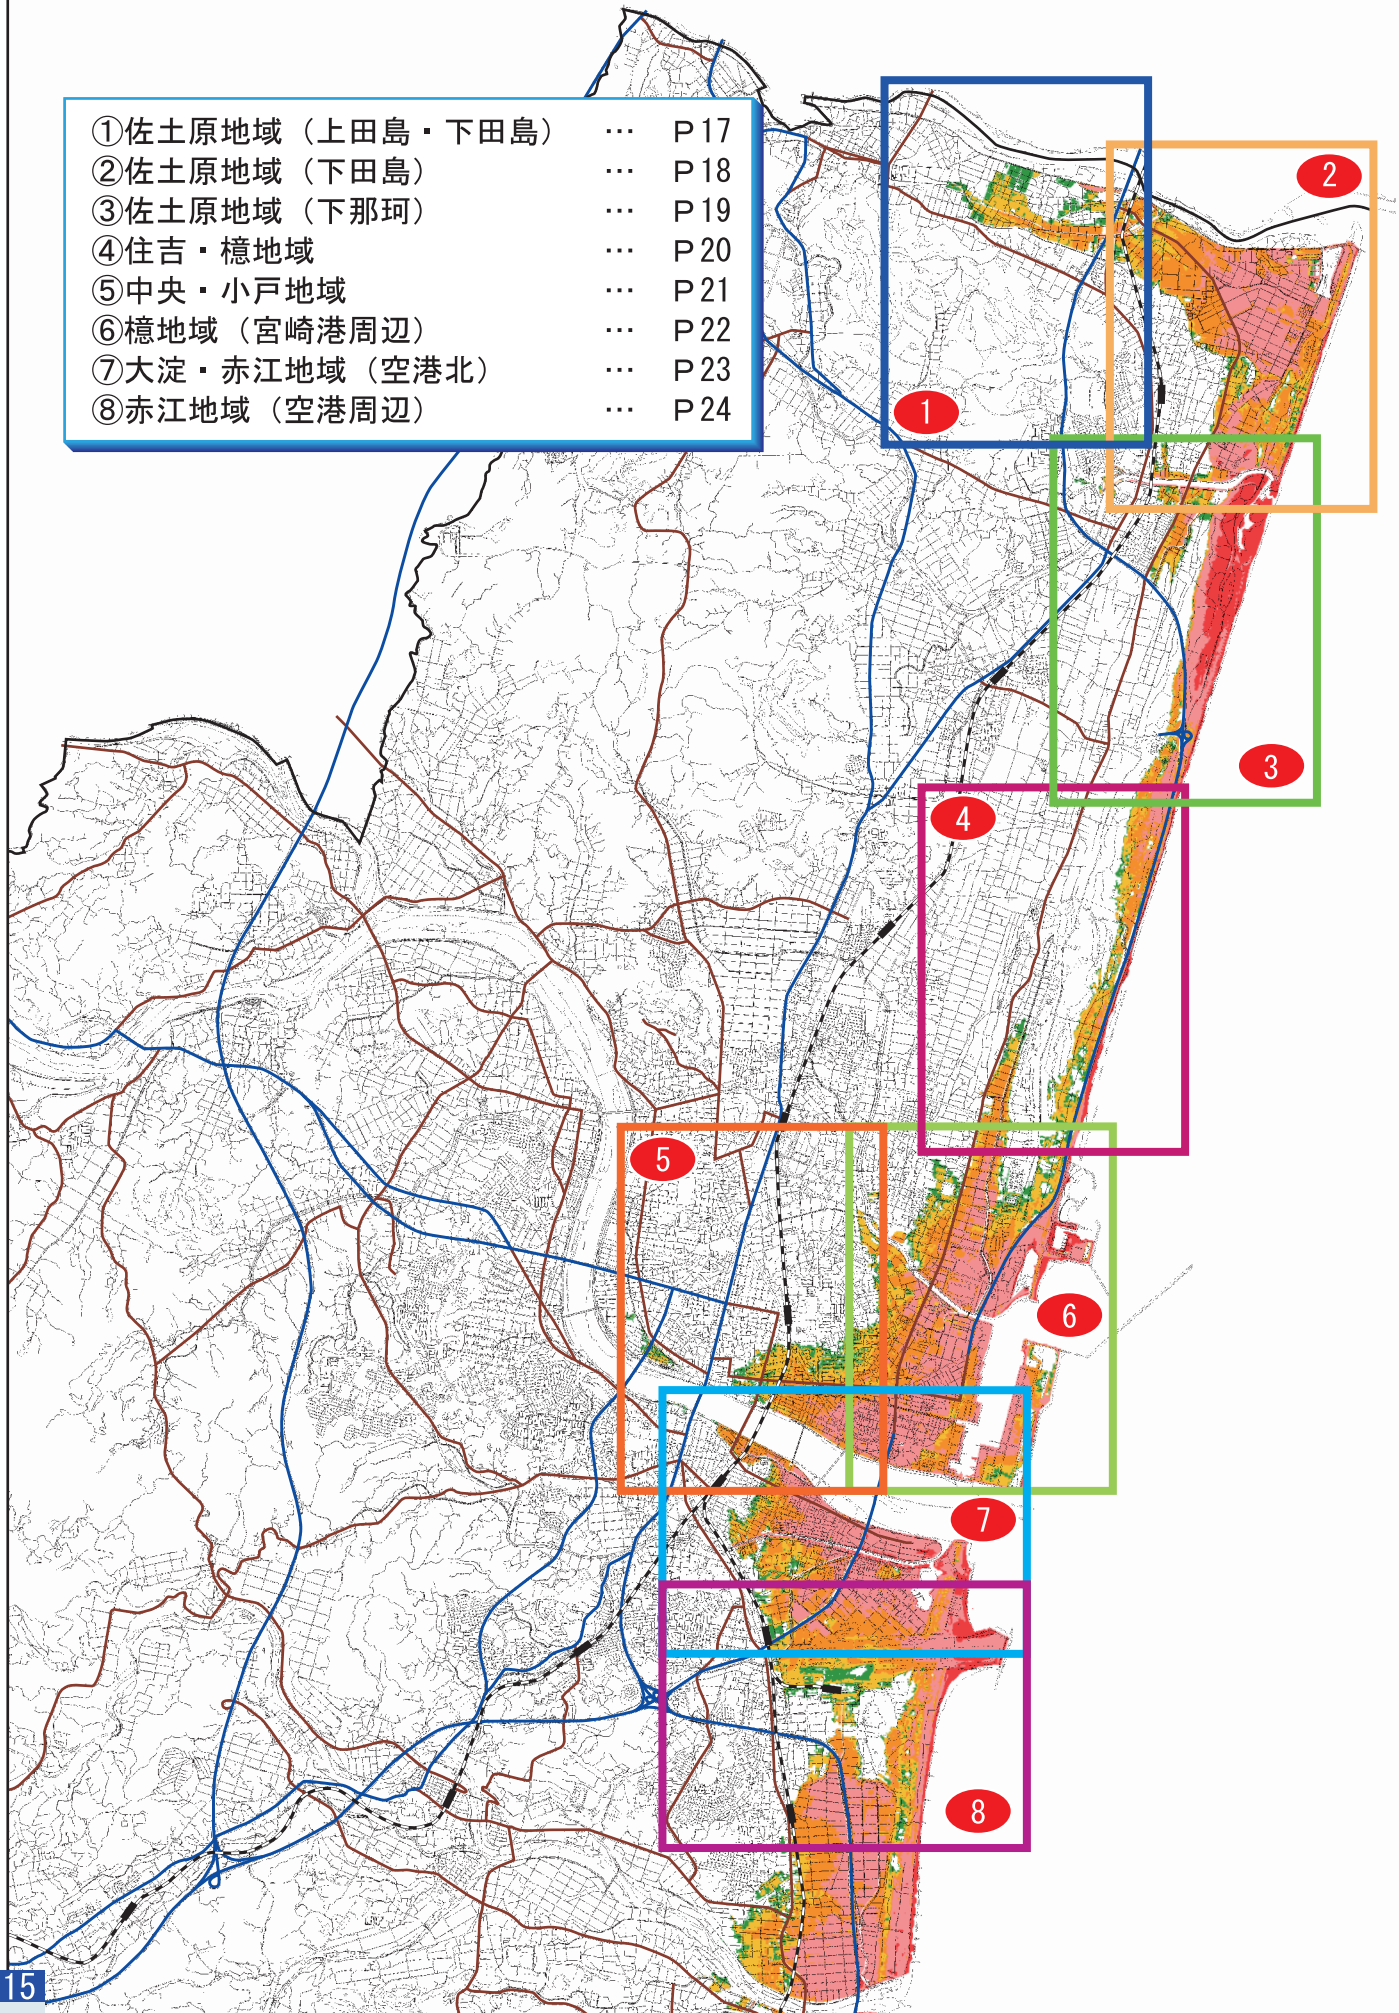 ①佐土原地域（上田島・下田島） … P17
②佐土原地域（下田島） … P18
③佐土原地域（下那珂） … P19
④住吉・檍地域 … P20
⑤中央・小戸地域 … P21
⑥檍地域（宮崎港周辺） … P22
⑦大淀・赤江地域（空港北） … P23
⑧赤江地域（空港周辺） … P24
2
1
3
4
5
6
7
8
15